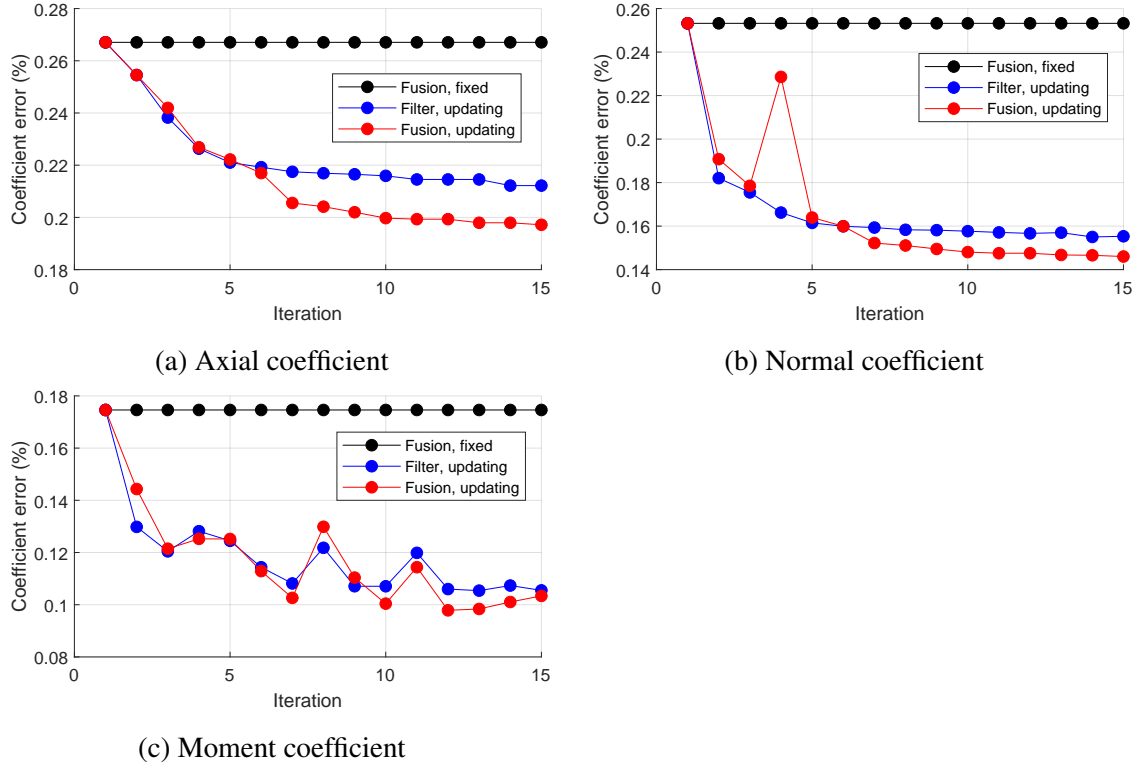 0.28
0.26
0.24
0.22
0.2
0.18
0
5
10
15
Coefficient error (%)
Iteration
Fusion, fixed
Filter, updating
Fusion, updating
(a) Axial coefficient
0.26
0.24
0.22
0.2
0.18
0.16
0.14
0
5
10
15
Coefficient error (%)
Iteration
Fusion, fixed
Filter, updating
Fusion, updating
(b) Normal coefficient
0.18
0.16
0.14
0.12
0.1
0.08
0
5
10
15
Coefficient error (%)
Iteration
Fusion, fixed
Filter, updating
Fusion, updating
(c) Moment coefficient